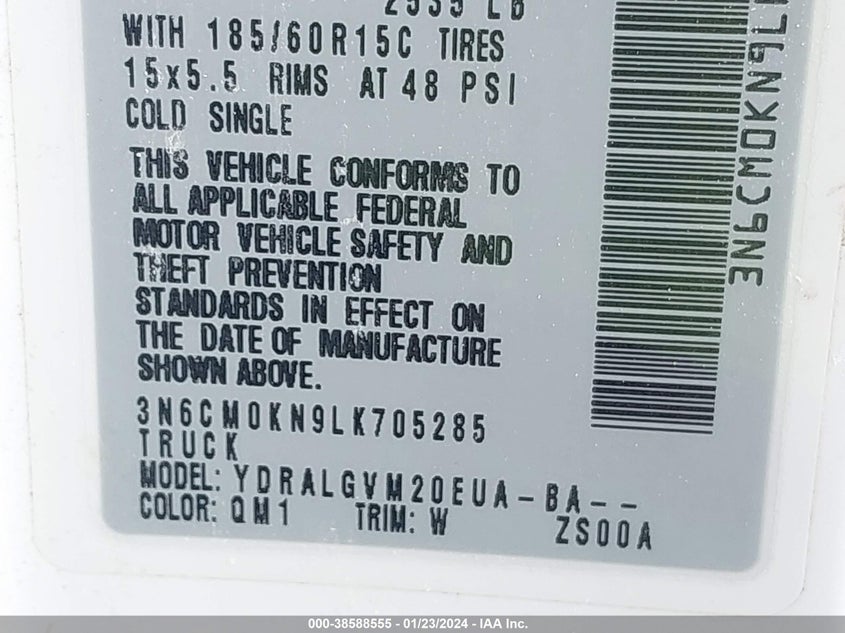 2535 LB
WITH 185/60R15C TIRES
15x5.5 RIMS AT 48 PSI
COLD SINGLE
THIS VEHICLE CONFORMS TO
ALL APPLICABLE FEDERAL
MOTOR VEHICLE SAFETY AND
THEFT PREVENTION
STANDARDS IN EFFECT ON
THE DATE OF MANUFACTURE
SHOWN ABOVE.
3N6CM0KN9LK705285
TRUCK
MODEL: YDRALGVM20EUA-BA--
COLOR: QM1 TRIM: W ZS00A
3N6CM0KN9L
000-38588555 — 01/23/2024 — IAA Inc.